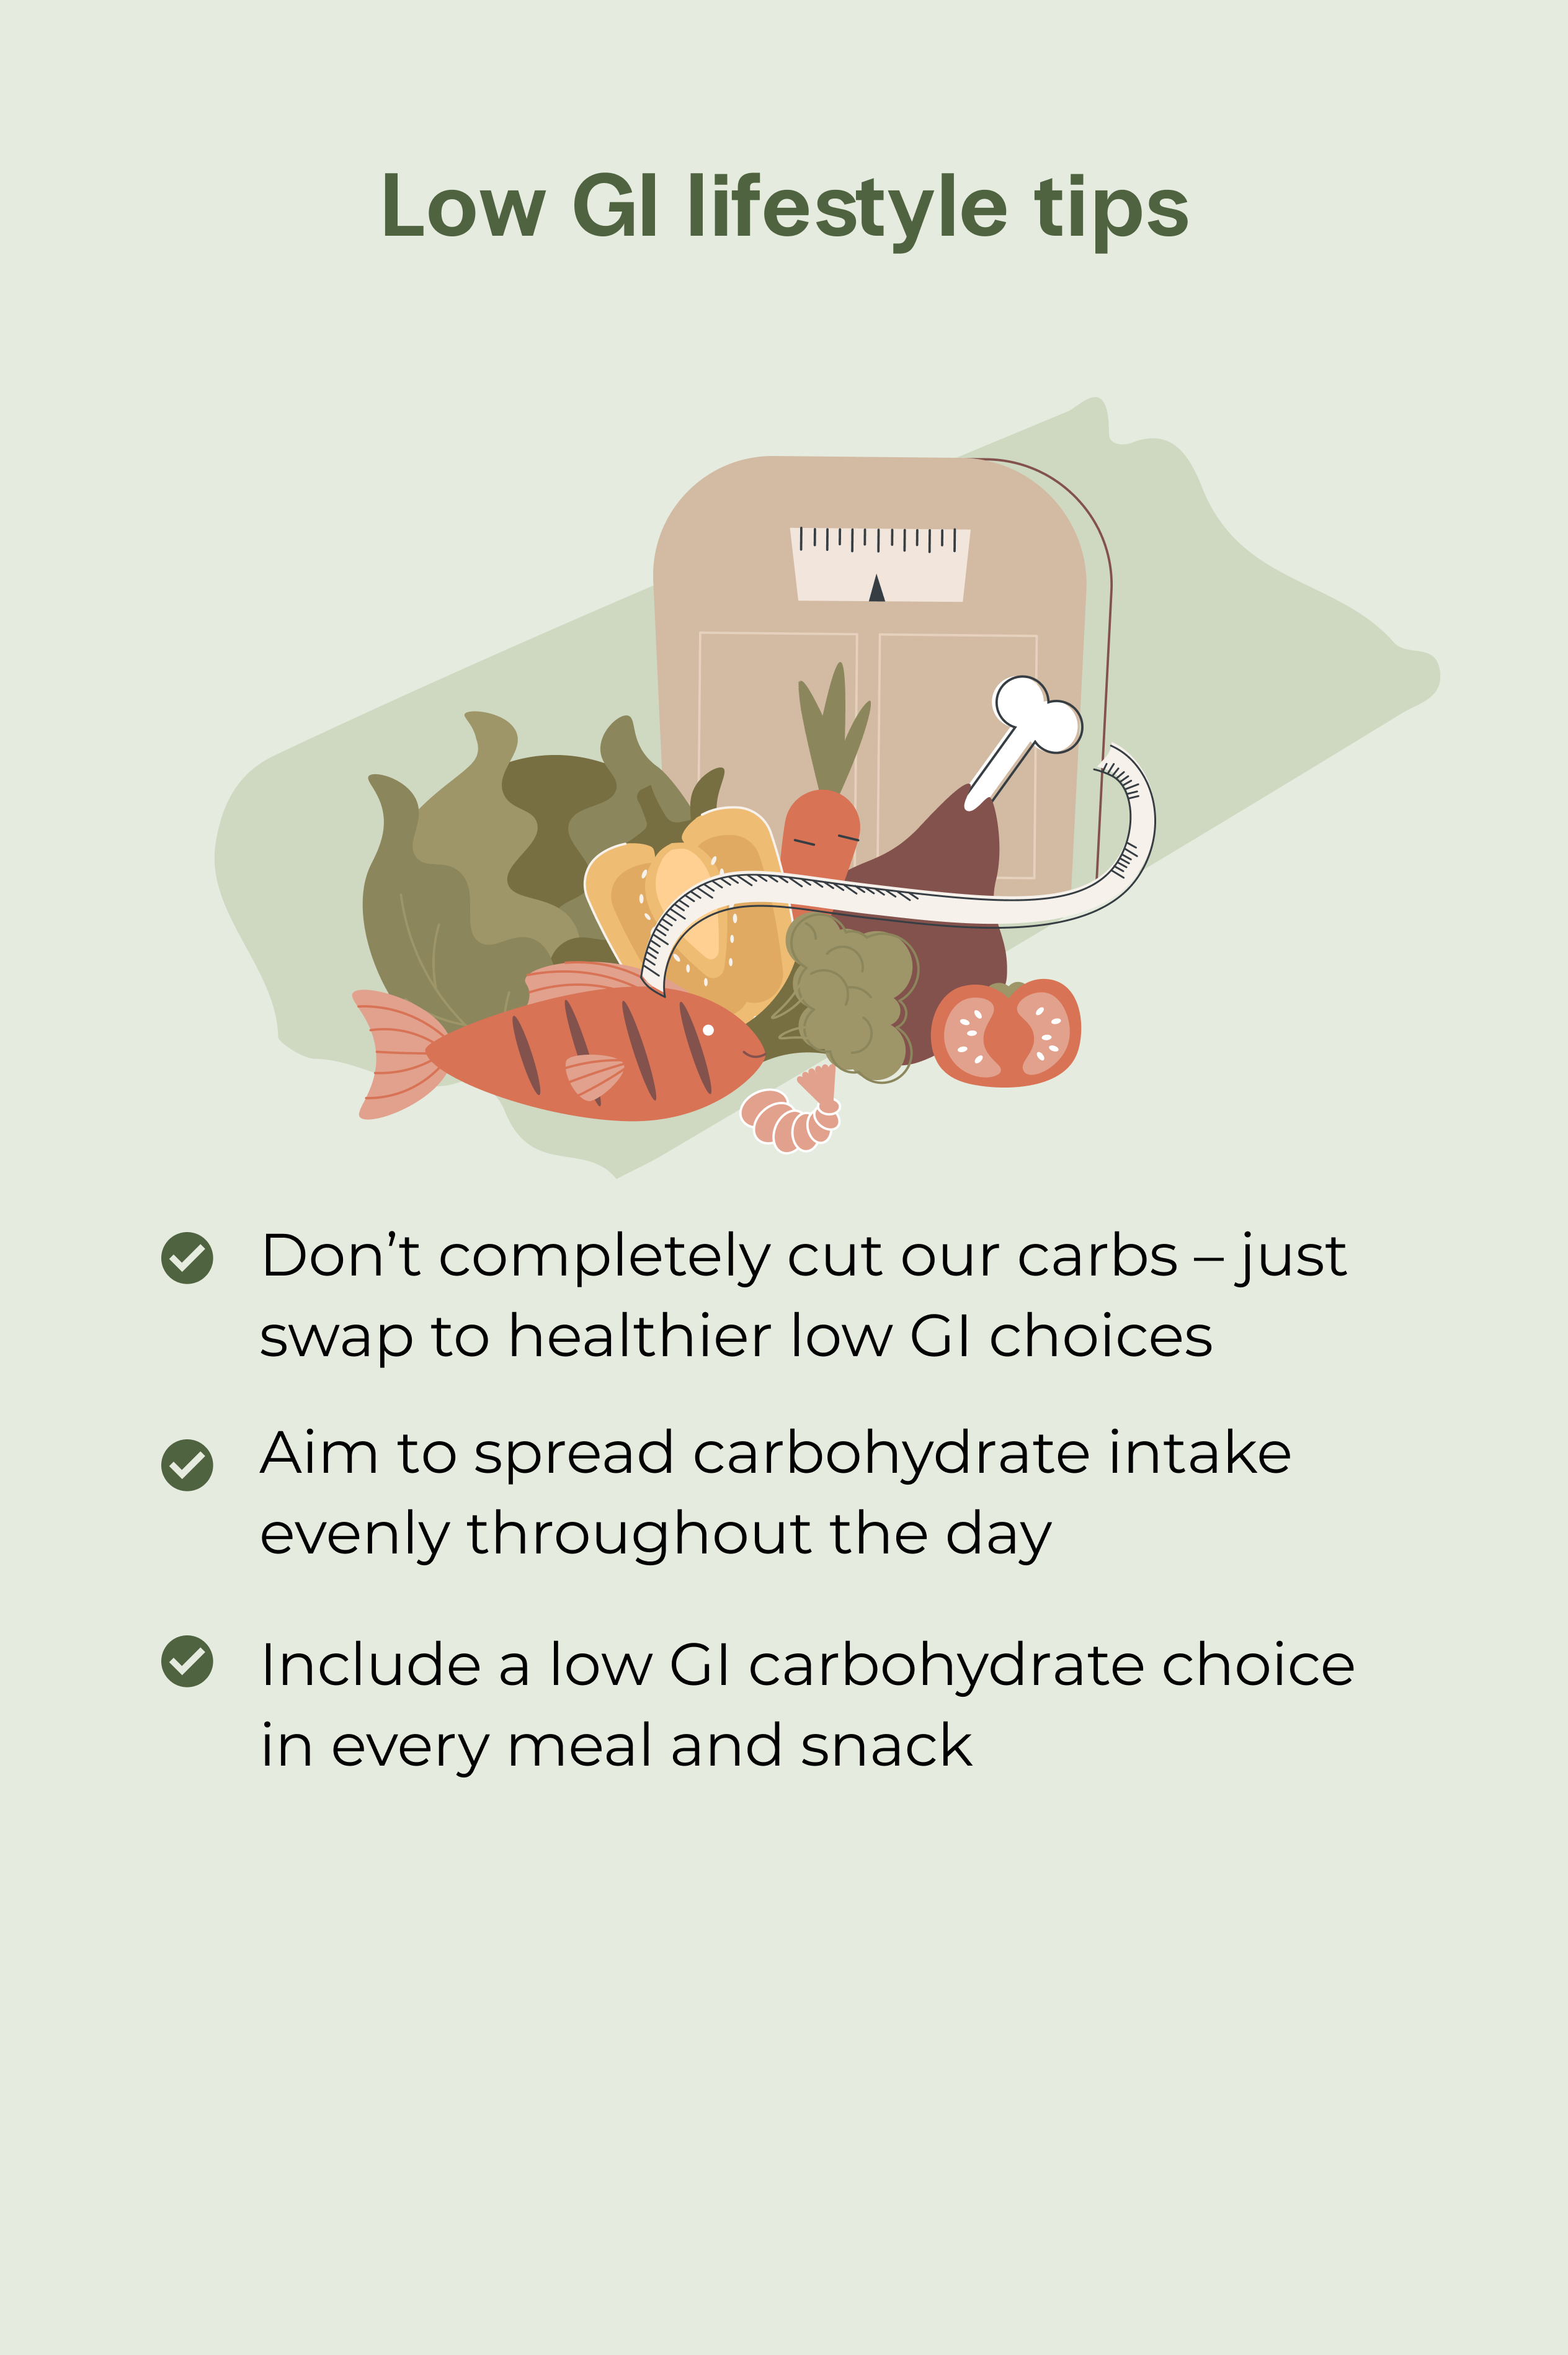 Low GI lifestyle tips
Don’t completely cut our carbs – just
swap to healthier low GI choices
Aim to spread carbohydrate intake
evenly throughout the day
Include a low GI carbohydrate choice
in every meal and snack